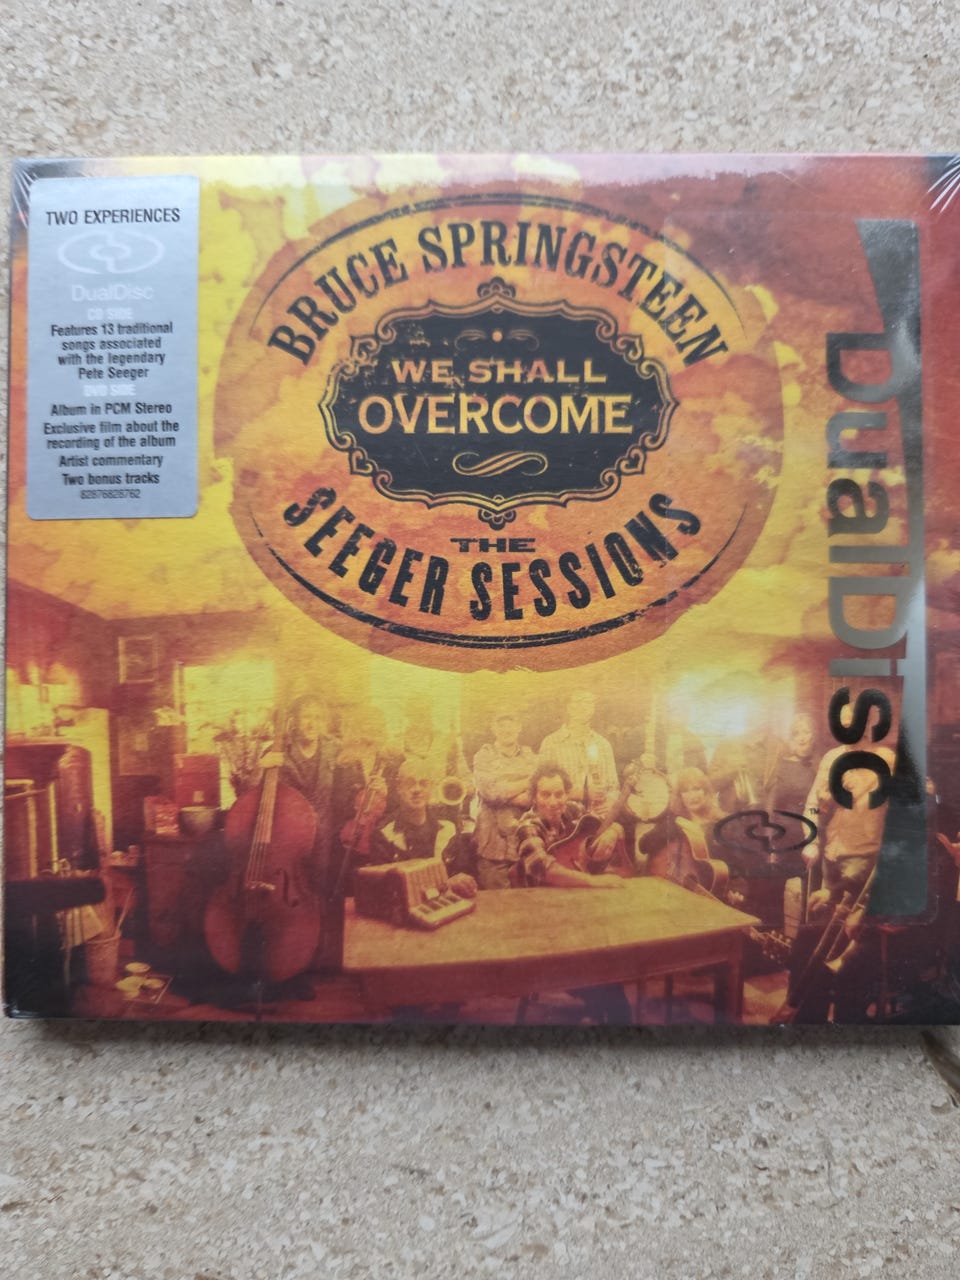 TWO EXPERIENCES
DualDisc
CD SIDE
Features 13 traditional
songs associated
with the legendary
Pete Seeger
DVD SIDE
Album in PCM Stereo
Exclusive film about the
recording of the album
Artist commentary
Two bonus tracks
82876828762
BRUCE SPRINGSTEEN
WE SHALL
OVERCOME
THE
SEEGER SESSIONS
DualDisc
TM